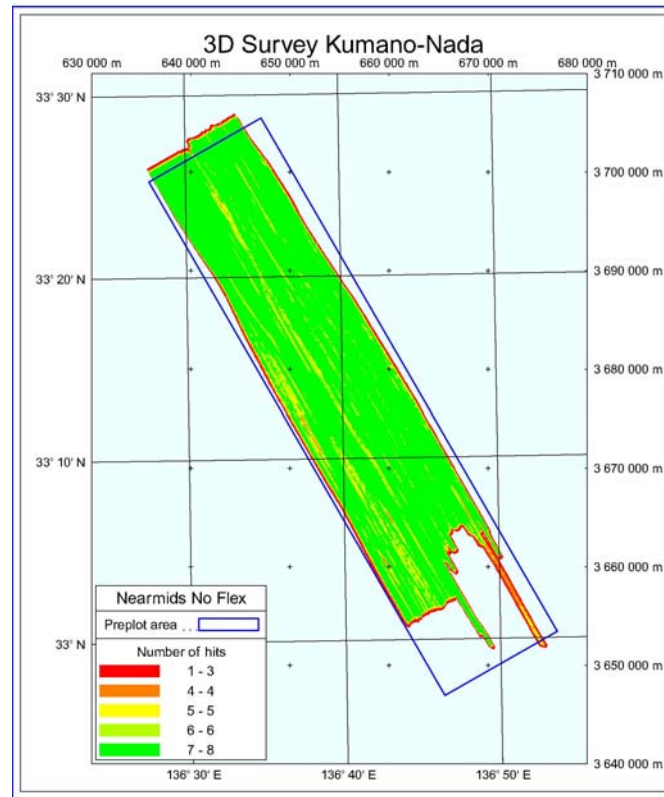 3D Survey Kumano-Nada
630 000 m 640 000 m 650 000 m 660 000 m 670 000 m 680 000 m
3 710 000 m
33° 30' N
3 700 000 m
3 690 000 m
33° 20' N
3 680 000 m
33° 10' N
3 670 000 m
3 660 000 m
Nearmids No Flex
Preplot area . . .
33° N
Number of hits
3 650 000 m
1 - 3
4 - 4
5 - 5
6 - 6
7 - 8
3 640 000 m
136° 30' E 136° 40' E 136° 50' E